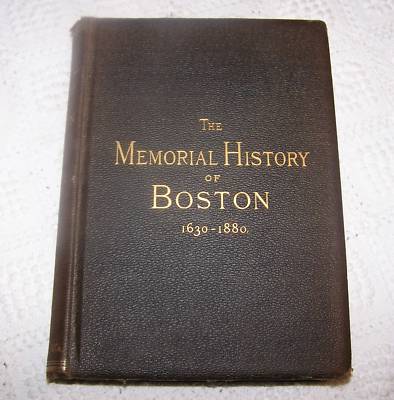 The
Memorial History
of
Boston
1630-1880.